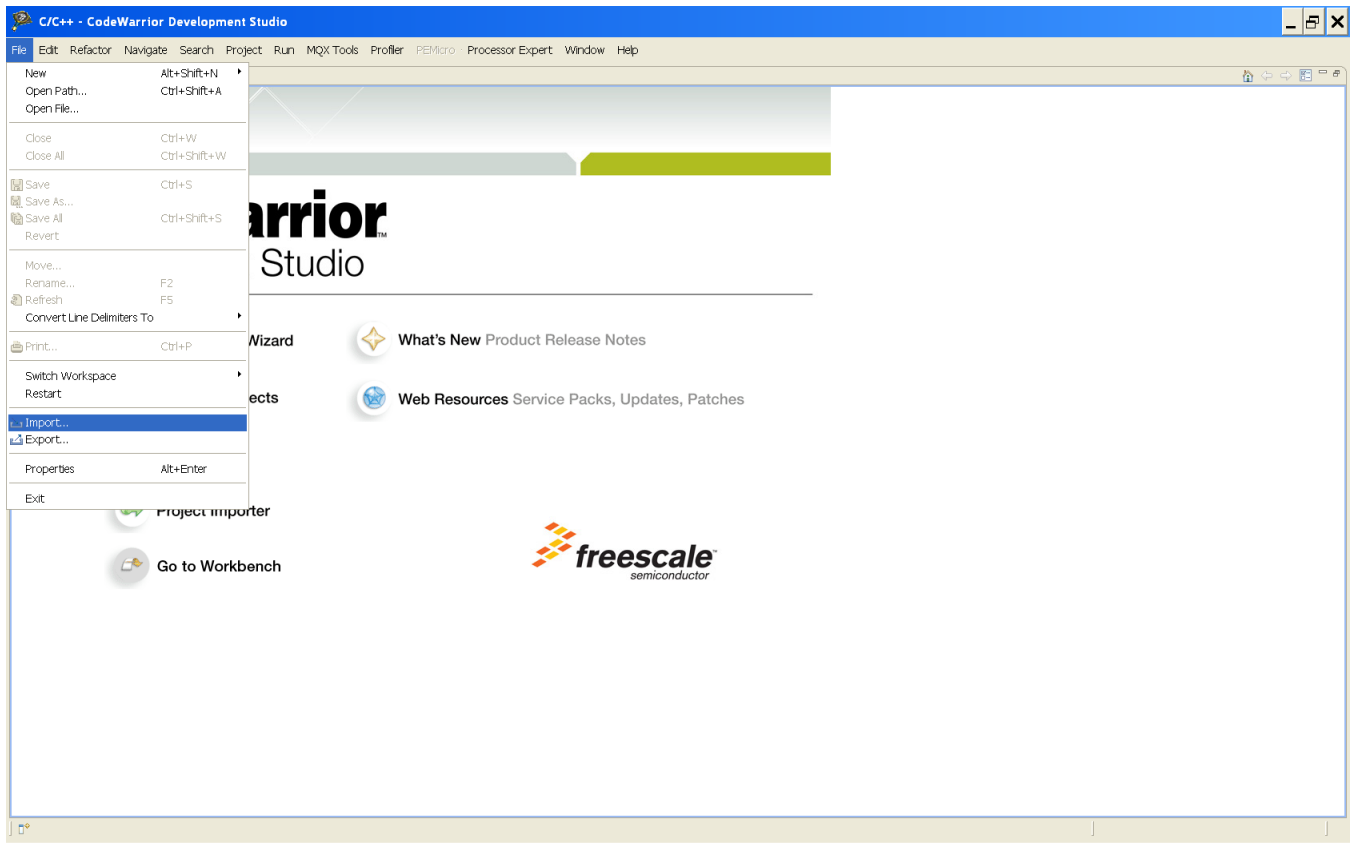 C/C++ - CodeWarrior Development Studio
File Edit Refactor Navigate Search Project Run MQX Tools Profiler PEMicro Processor Expert Window Help
New Alt+Shift+N
Open Path... Ctrl+Shift+A
Open File...
Close Ctrl+W
Close All Ctrl+Shift+W
Save Ctrl+S
Save As...
Save All Ctrl+Shift+S
Revert
arrior™
Studio
Move...
Rename... F2
Refresh F5
Convert Line Delimiters To
Print... Ctrl+P
Wizard
What's New Product Release Notes
Switch Workspace
Restart
ects
Web Resources Service Packs, Updates, Patches
Import...
Export...
Properties Alt+Enter
Exit
Project Importer
Go to Workbench
freescale™
semiconductor